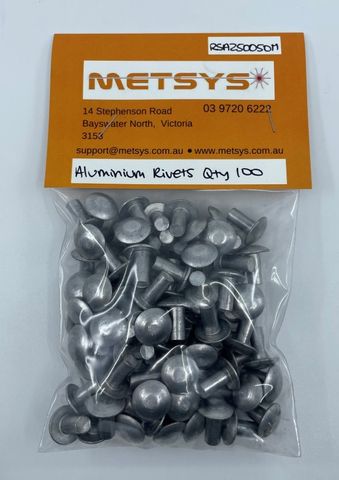 RSA25005DM
METSYS
14 Stephenson Road
03 9720 6222
Bayswater North, Victoria
3153
support@metsys.com.au • www.metsys.com.au
Aluminium Rivets Qty 100